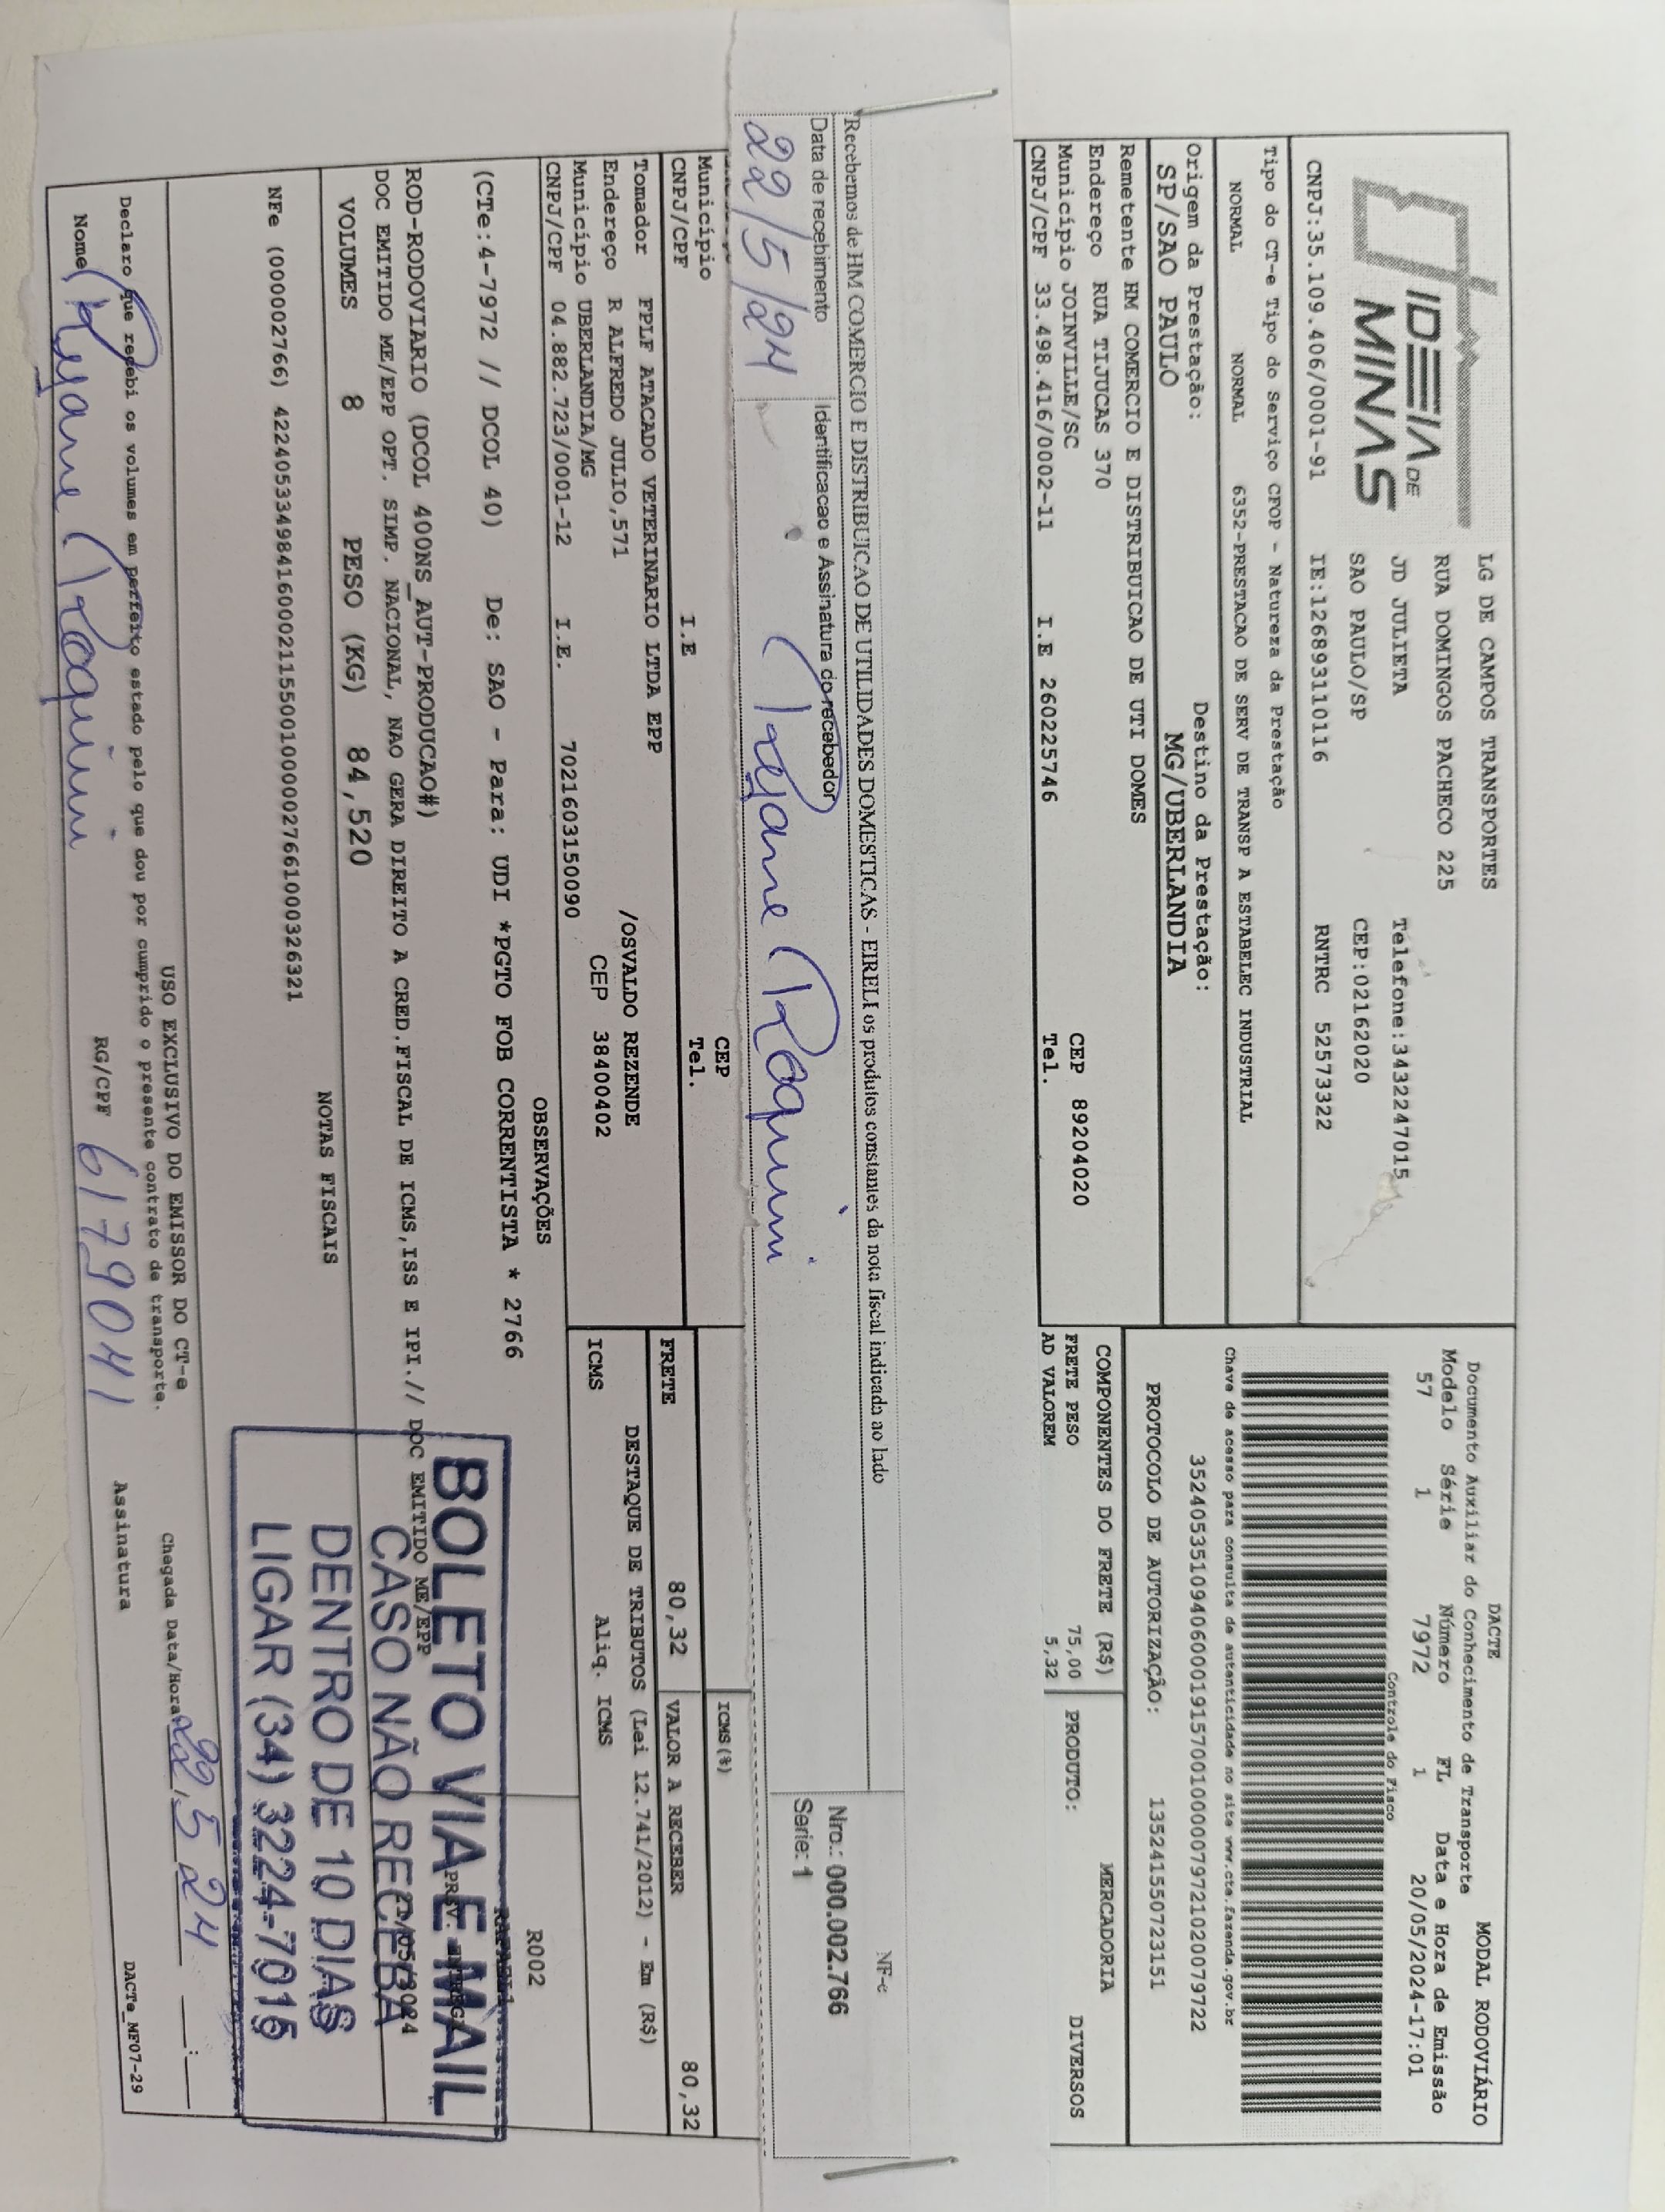 IDEIA DE
MINAS
LG DE CAMPOS TRANSPORTES
RUA DOMINGOS PACHECO 225
JD JULIETA
Telefone:3432247015
SAO PAULO/SP
CEP:02162020
CNPJ:35.109.406/0001-91
IE:126893110116
RNTRC 52573322
DACTE
MODAL RODOVIÁRIO
Documento Auxiliar do Conhecimento de Transporte
Modelo Série Número FL Data e Hora de Emissão
57 1 7972 1 20/05/2024-17:01
Controle do Fisco
Chave de acesso para consulta de autenticidade no site www.cte.fazenda.gov.br
35240535109406000191570010000079721020079722
PROTOCOLO DE AUTORIZAÇÃO: 135241550723151
Tipo do CT-e Tipo do Serviço CFOP - Natureza da Prestação
NORMAL NORMAL 6352-PRESTACAO DE SERV DE TRANSP A ESTABELEC INDUSTRIAL
Origem da Prestação:
SP/SAO PAULO
Destino da Prestação:
MG/UBERLANDIA
Remetente HM COMERCIO E DISTRIBUICAO DE UTI DOMES
Endereço RUA TIJUCAS 370
Município JOINVILLE/SC
CEP 89204020
CNPJ/CPF 33.498.416/0002-11 I.E 260225746
Tel.
COMPONENTES DO FRETE (R$)
FRETE PESO 75,00
AD VALOREM 5,32
MERCADORIA
PRODUTO: DIVERSOS
Recebemos de HM COMERCIO E DISTRIBUICAO DE UTILIDADES DOMESTICAS - EIRELI os produtos constantes da nota fiscal indicada ao lado
Data de recebimento
22/5/24
Identificacao e Assinatura do recebedor
NF-e
Nro.: 000.002.766
Serie: 1
Município
CEP
CNPJ/CPF I.E Tel.
ICMS(%)
Tomador FPLF ATACADO VETERINARIO LTDA EPP
Endereço R ALFREDO JULIO,571 /OSVALDO REZENDE
Município UBERLANDIA/MG CEP 38400402
CNPJ/CPF 04.882.723/0001-12 I.E. 7021603150090
FRETE 80,32
VALOR A RECEBER 80,32
DESTAQUE DE TRIBUTOS (Lei 12.741/2012) - Em (R$)
ICMS Aliq. ICMS
OBSERVAÇÕES
R002
(CTe:4-7972 // DCOL 40) De: SAO - Para: UDI *PGTO FOB CORRENTISTA * 2766
ROD-RODOVIARIO (DCOL 400NS_AUT-PRODUCAO#)
DOC EMITIDO ME/EPP OPT. SIMP. NACIONAL, NAO GERA DIREITO A CRED.FISCAL DE ICMS,ISS E IPI.// DOC EMITIDO ME/EPP
BOLETO VIA E-MAIL
CASO NÃO RECEBA
DENTRO DE 10 DIAS
LIGAR (34) 3224-7015
VOLUMES 8 PESO (KG) 84,520
NOTAS FISCAIS
NFe (000002766) 42240533498416000211550010000027661000326321
USO EXCLUSIVO DO EMISSOR DO CT-e
Declaro que recebi os volumes em perfeito estado pelo que dou por cumprido o presente contrato de transporte.
Chegada Data/Hora 22,5 24 __:__
Nome
RG/CPF 6179041
Assinatura
DACTe_MF07-29